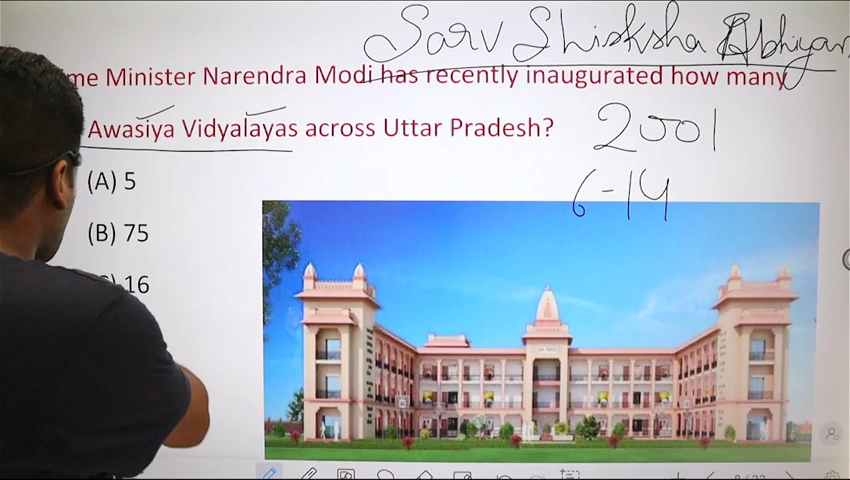 Sarv Shisksha Abhiyan
me Minister Narendra Modi has recently inaugurated how many
Awasiya Vidyalayas across Uttar Pradesh?
2001
(A) 5
6-14
(B) 75
16